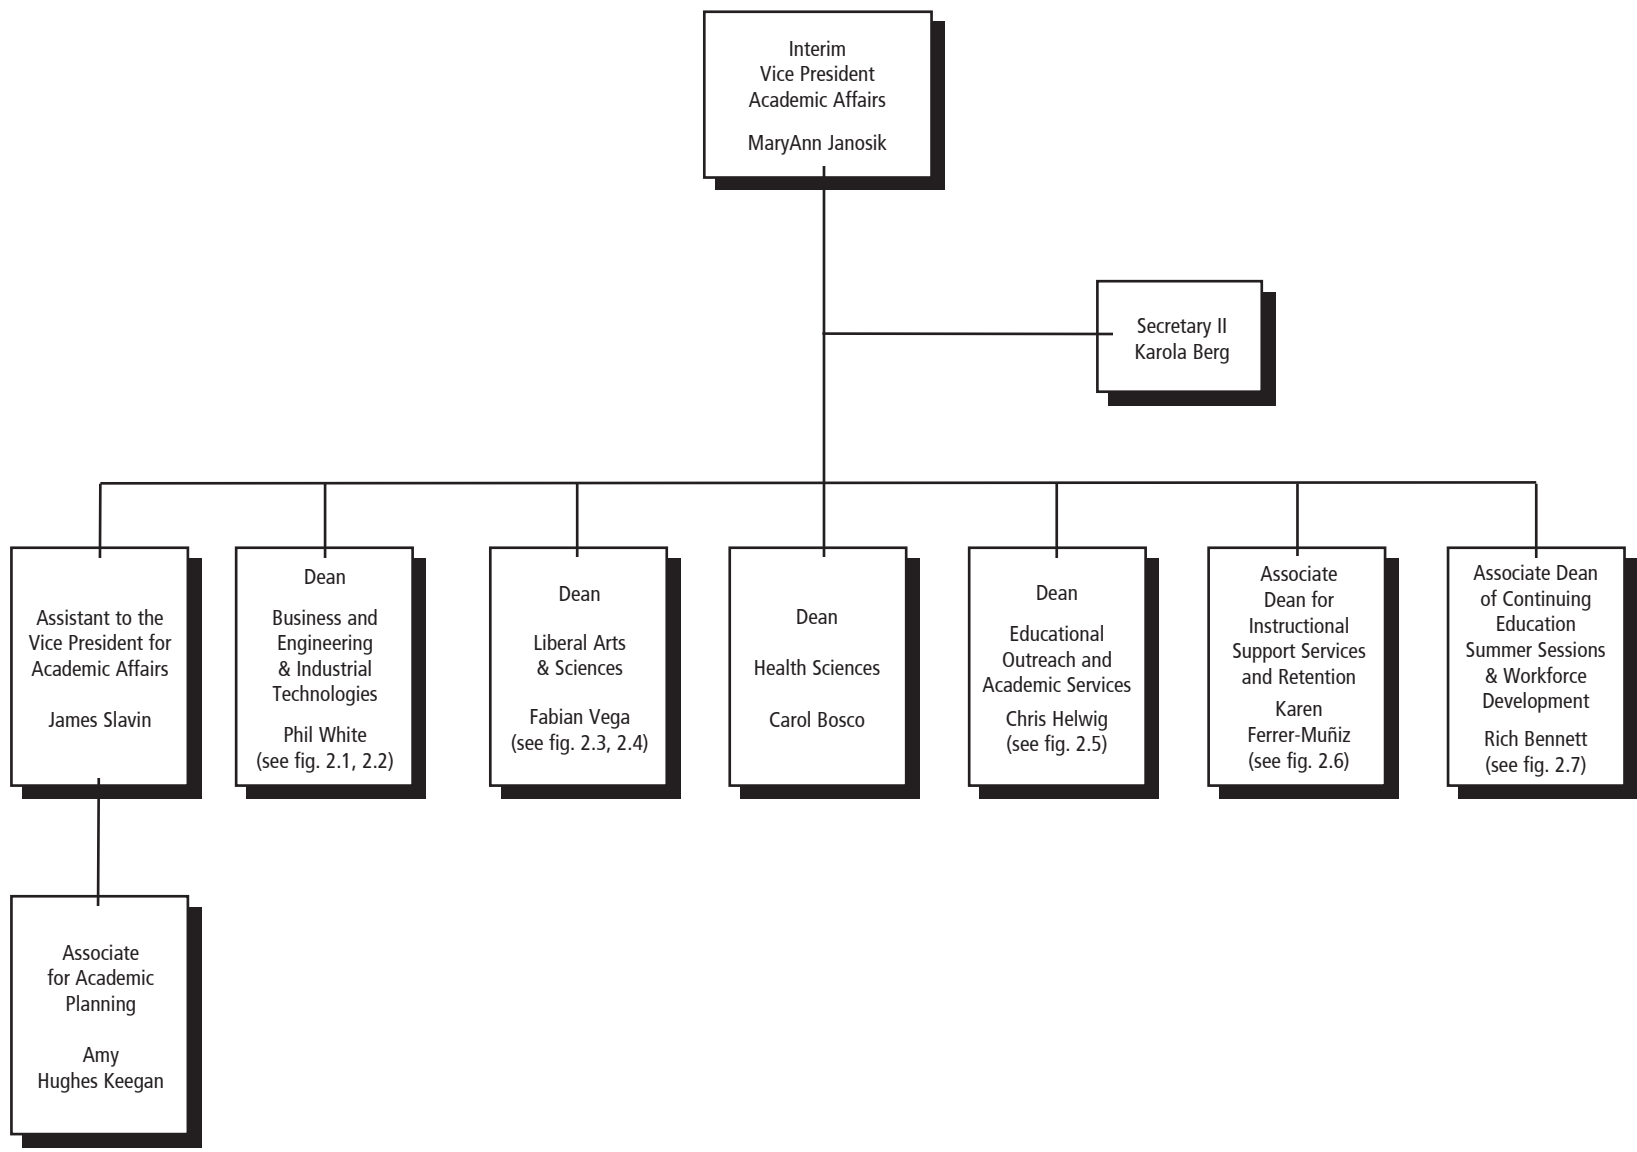 Interim
Vice President
Academic Affairs
MaryAnn Janosik
Secretary II
Karola Berg
Assistant to the
Vice President for
Academic Affairs
James Slavin
Dean
Business and
Engineering
& Industrial
Technologies
Phil White
(see fig. 2.1, 2.2)
Dean
Liberal Arts
& Sciences
Fabian Vega
(see fig. 2.3, 2.4)
Dean
Health Sciences
Carol Bosco
Dean
Educational
Outreach and
Academic Services
Chris Helwig
(see fig. 2.5)
Associate
Dean for
Instructional
Support Services
and Retention
Karen
Ferrer-Muñiz
(see fig. 2.6)
Associate Dean
of Continuing
Education
Summer Sessions
& Workforce
Development
Rich Bennett
(see fig. 2.7)
Associate
for Academic
Planning
Amy
Hughes Keegan